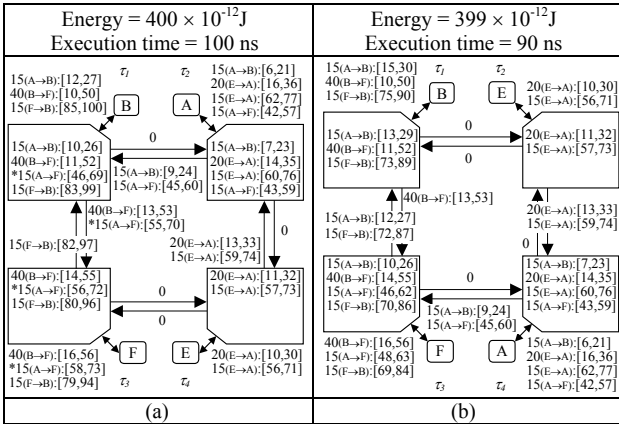 Energy = 400 × 10⁻¹²J
Execution time = 100 ns
15(A→B):[12,27]
40(B→F):[10,50]
15(F→B):[85,100]
τ1
B
τ2
A
15(A→B):[6,21]
20(E→A):[16,36]
15(E→A):[62,77]
15(A→F):[42,57]
15(A→B):[10,26]
40(B→F):[11,52]
*15(A→F):[46,69]
15(F→B):[83,99]
0
15(A→B):[9,24]
15(A→F):[45,60]
15(A→B):[7,23]
20(E→A):[14,35]
15(E→A):[60,76]
15(A→F):[43,59]
40(B→F):[13,53]
*15(A→F):[55,70]
15(F→B):[82,97]
20(E→A):[13,33]
15(E→A):[59,74]
0
40(B→F):[14,55]
*15(A→F):[56,72]
15(F→B):[80,96]
0
0
20(E→A):[11,32]
15(E→A):[57,73]
40(B→F):[16,56]
*15(A→F):[58,73]
15(F→B):[79,94]
F
τ3
E
τ4
20(E→A):[10,30]
15(E→A):[56,71]
(a)
Energy = 399 × 10⁻¹²J
Execution time = 90 ns
15(A→B):[15,30]
40(B→F):[10,50]
15(F→B):[75,90]
τ1
B
τ2
E
20(E→A):[10,30]
15(E→A):[56,71]
15(A→B):[13,29]
40(B→F):[11,52]
15(F→B):[73,89]
0
0
20(E→A):[11,32]
15(E→A):[57,73]
40(B→F):[13,53]
15(A→B):[12,27]
15(F→B):[72,87]
20(E→A):[13,33]
15(E→A):[59,74]
0
15(A→B):[10,26]
40(B→F):[14,55]
15(A→F):[46,62]
15(F→B):[70,86]
0
15(A→B):[9,24]
15(A→F):[45,60]
15(A→B):[7,23]
20(E→A):[14,35]
15(E→A):[60,76]
15(A→F):[43,59]
40(B→F):[16,56]
15(A→F):[48,63]
15(F→B):[69,84]
F
τ3
A
τ4
15(A→B):[6,21]
20(E→A):[16,36]
15(E→A):[62,77]
15(A→F):[42,57]
(b)